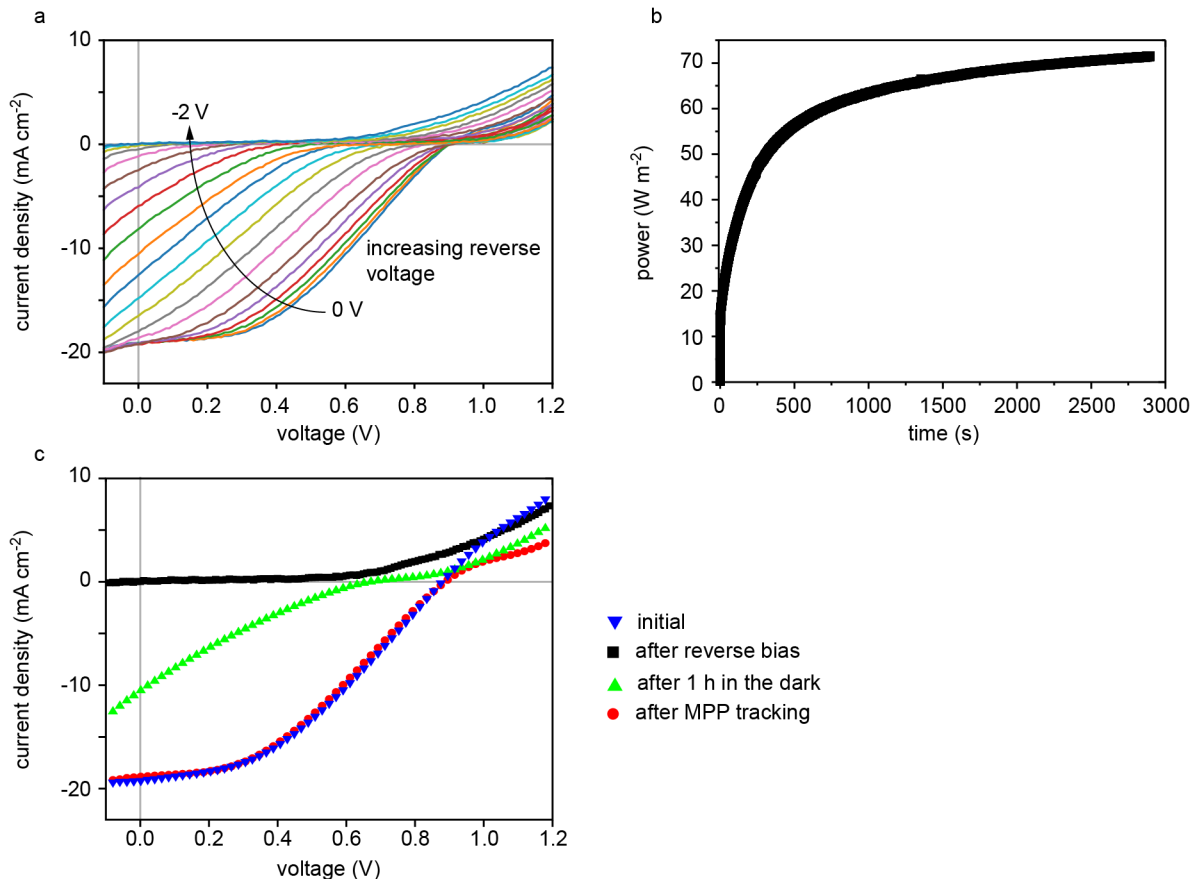 a
10
0
-10
-20
current density (mA cm-2)
-2 V
increasing reverse
voltage
0 V
0.0 0.2 0.4 0.6 0.8 1.0 1.2
voltage (V)
b
80
70
60
50
40
30
20
10
0
power (W m-2)
0 500 1000 1500 2000 2500 3000
time (s)
c
10
0
-10
-20
current density (mA cm-2)
0.0 0.2 0.4 0.6 0.8 1.0 1.2
voltage (V)
initial
after reverse bias
after 1 h in the dark
after MPP tracking